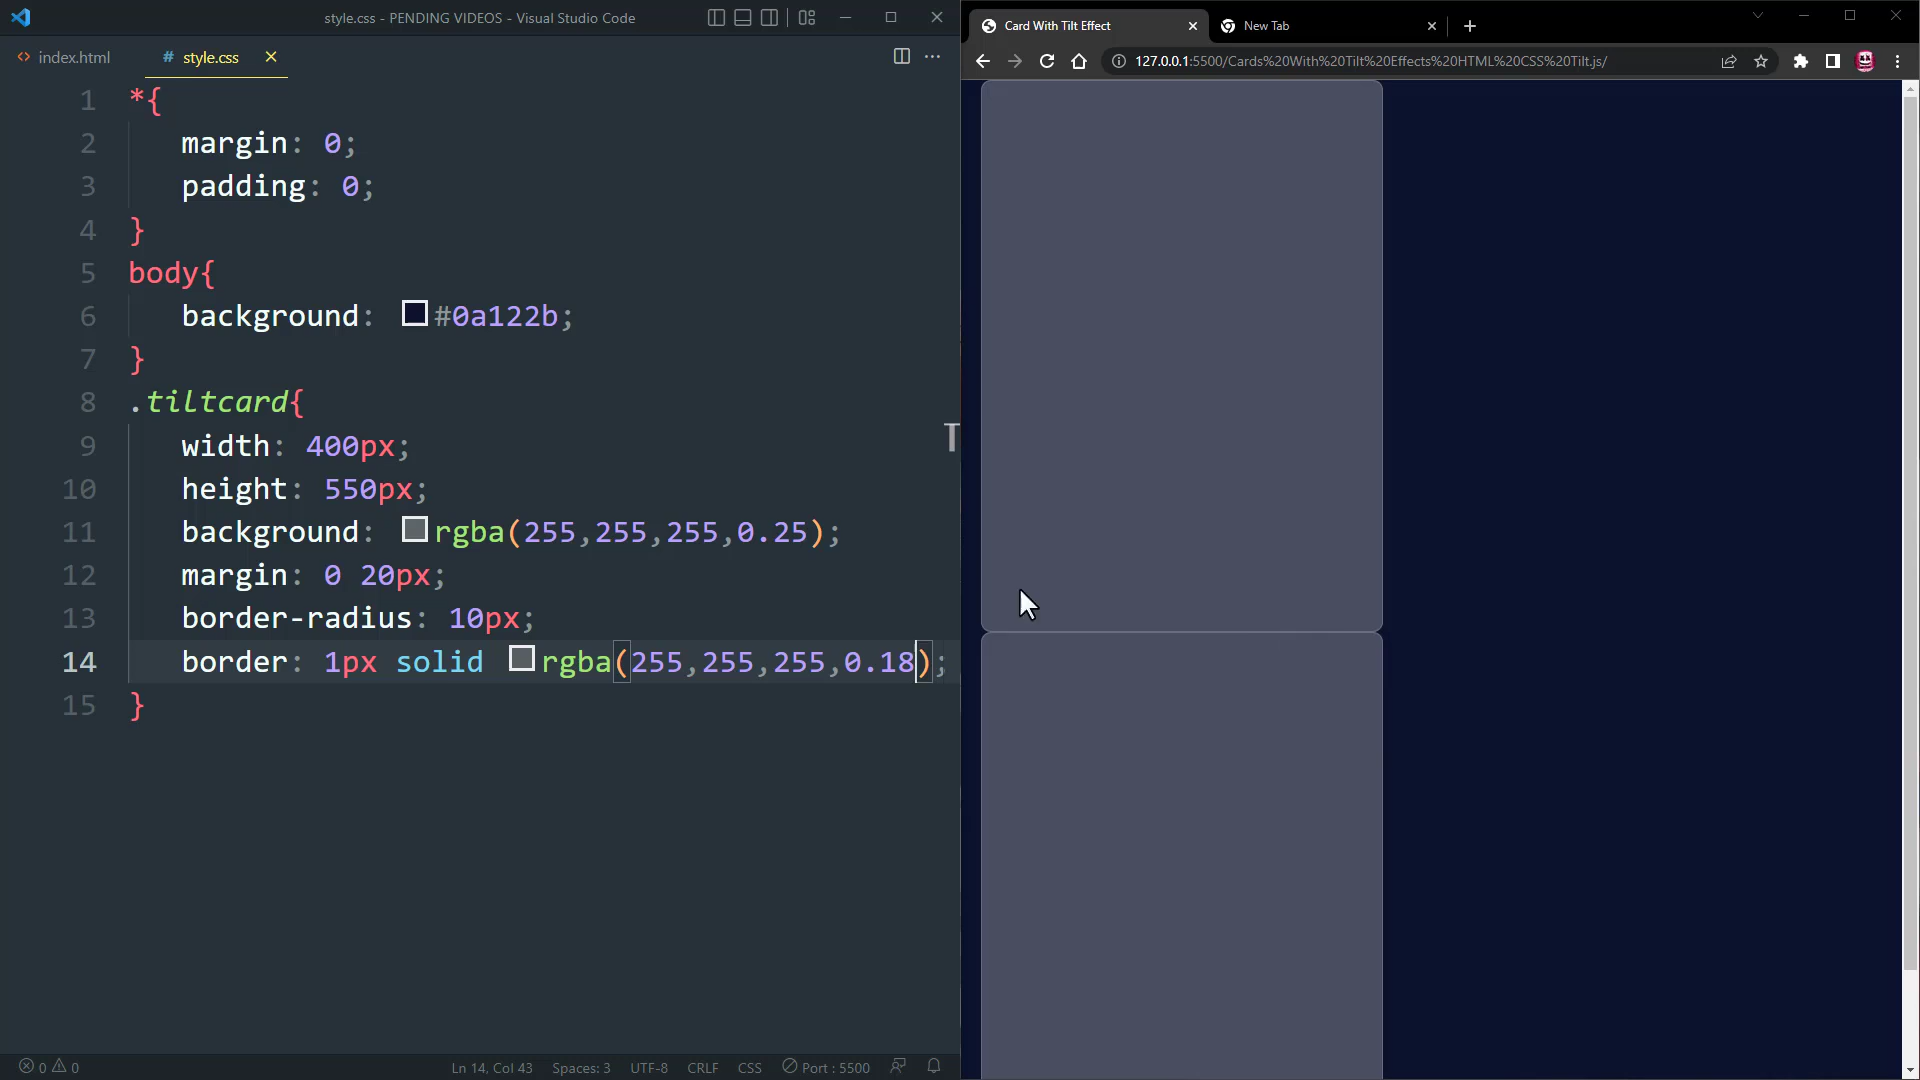 style.css - PENDING VIDEOS - Visual Studio Code
index.html
# style.css
1 *{
2 margin: 0;
3 padding: 0;
4 }
5 body{
6 background: #0a122b;
7 }
8 .tiltcard{
9 width: 400px;
10 height: 550px;
11 background: rgba(255,255,255,0.25);
12 margin: 0 20px;
13 border-radius: 10px;
14 border: 1px solid rgba(255,255,255,0.18);
15 }
0 0
Ln 14, Col 43
Spaces: 3
UTF-8
CRLF
CSS
Port : 5500
T
Card With Tilt Effect
New Tab
127.0.0.1:5500/Cards%20With%20Tilt%20Effects%20HTML%20CSS%20Tilt.js/